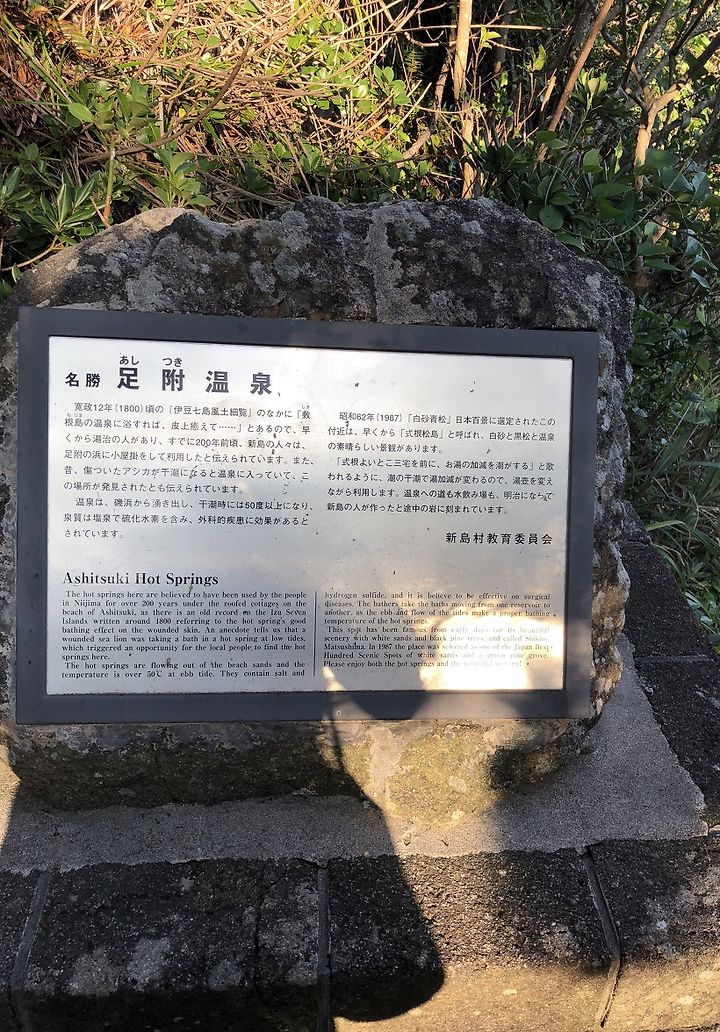 あし つき
名勝 足附温泉
寛政12年(1800)頃の『伊豆七島風土細覧』のなかに「敷
根島の温泉に浴すれば、皮上癒えて……」とあるので、早
くから湯治の人があり、すでに200年前頃、新島の人々は、
足附の浜に小屋掛をして利用したと伝えられています。また、
昔、傷ついたアシカが干潮になると温泉に入っていて、こ
の場所が発見されたとも伝えられています。
温泉は、磯浜から湧き出し、干潮時には50度以上になり、
泉質は塩泉で硫化水素を含み、外科的疾患に効果があると
されています。
昭和62年(1987)「白砂青松」日本百景に選定されたこの
付近は、早くから「式根松島」と呼ばれ、白砂と黒松と温泉
の素晴らしい景観があります。
「式根よいとこ三宅を前に、お湯の加減を潮がする」と歌
われるように、潮の干潮で湯加減が変わるので、湯壺を変え
ながら利用します。温泉への道も水飲み場も、明治になって
新島の人が作ったと途中の岩に刻まれています。
新島村教育委員会
Ashitsuki Hot Springs
The hot springs here are believed to have been used by the people
in Niijima for over 200 years under the roofed cottages on the
beach of Ashitsuki, as there is an old record on the Izu Seven
Islands written around 1800 referring to the hot spring's good
bathing effect on the wounded skin. An anecdote tells us that a
wounded sea lion was taking a bath in a hot spring at low tides,
which triggered an opportunity for the local people to find the hot
springs here.
The hot springs are flowing out of the beach sands and the
temperature is over 50℃ at ebb tide. They contain salt and
hydrogen sulfide, and it is believe to be effective on surgical
diseases. The bathers take the baths moving from one reservoir to
another, as the ebb and flow of the tides make a proper bathing
temperature of the hot springs.
This spot has been famous from early days for its beautiful
scenery with white sands and black pine trees, and called Shikine
Matsushima. In 1987 the place was selected as one of the Japan Best
Hundred Scenic Spots of white sands and a green pine grove.
Please enjoy both the hot springs and the beautiful scenery!